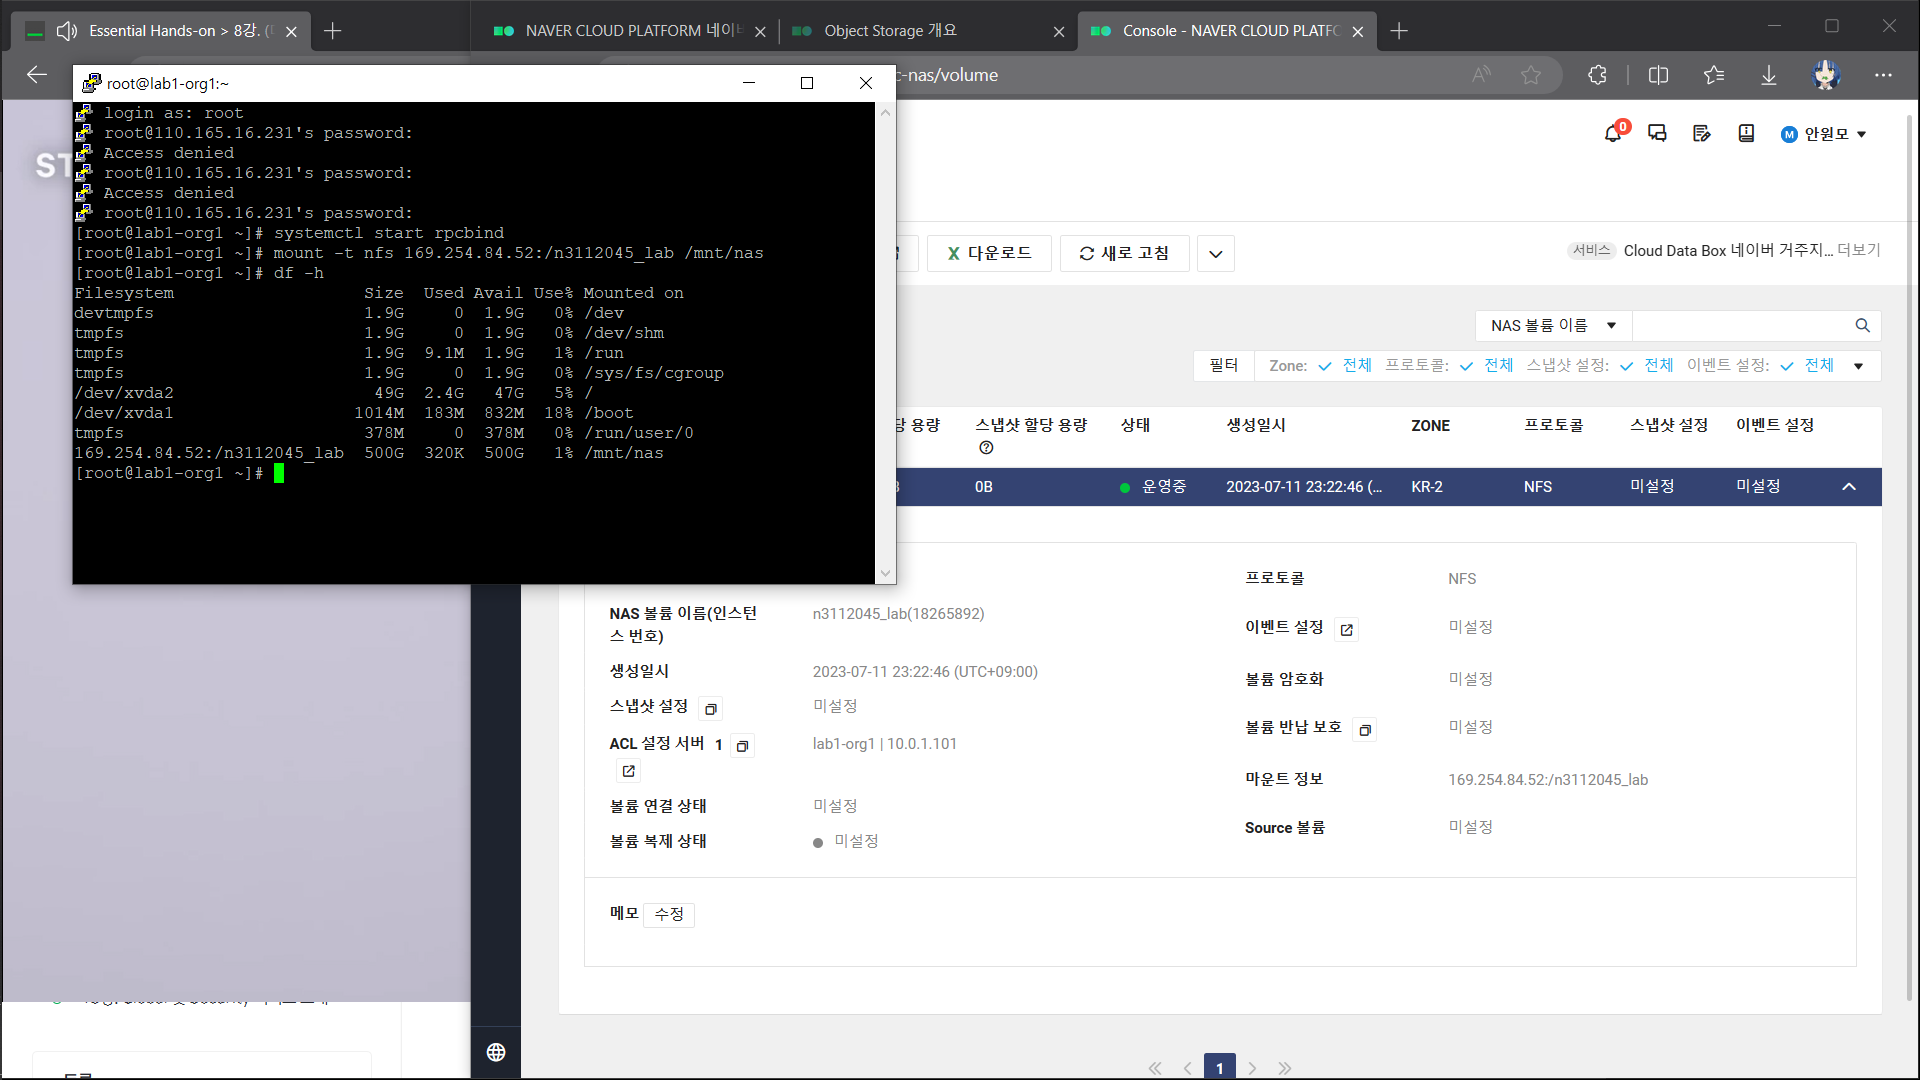 Essential Hands-on > 8강. (
NAVER CLOUD PLATFORM 네이
Object Storage 개요
Console - NAVER CLOUD PLATFO
c-nas/volume
root@lab1-org1:~
login as: root
root@110.165.16.231's password:
Access denied
root@110.165.16.231's password:
Access denied
root@110.165.16.231's password:
[root@lab1-org1 ~]# systemctl start rpcbind
[root@lab1-org1 ~]# mount -t nfs 169.254.84.52:/n3112045_lab /mnt/nas
[root@lab1-org1 ~]# df -h
Filesystem Size Used Avail Use% Mounted on
devtmpfs 1.9G 0 1.9G 0% /dev
tmpfs 1.9G 0 1.9G 0% /dev/shm
tmpfs 1.9G 9.1M 1.9G 1% /run
tmpfs 1.9G 0 1.9G 0% /sys/fs/cgroup
/dev/xvda2 49G 2.4G 47G 5% /
/dev/xvda1 1014M 183M 832M 18% /boot
tmpfs 378M 0 378M 0% /run/user/0
169.254.84.52:/n3112045_lab 500G 320K 500G 1% /mnt/nas
[root@lab1-org1 ~]#
ST
0
M 안원모
X 다운로드 새로 고침
서비스 Cloud Data Box 네이버 거주지... 더보기
NAS 볼륨 이름
필터 Zone: 전체 프로토콜: 전체 스냅샷 설정: 전체 이벤트 설정: 전체
당 용량 스냅샷 할당 용량 상태 생성일시 ZONE 프로토콜 스냅샷 설정 이벤트 설정
B 0B 운영중 2023-07-11 23:22:46 (... KR-2 NFS 미설정 미설정
NAS 볼륨 이름(인스턴스 번호) n3112045_lab(18265892)
생성일시 2023-07-11 23:22:46 (UTC+09:00)
스냅샷 설정 미설정
ACL 설정 서버 1 lab1-org1 | 10.0.1.101
볼륨 연결 상태 미설정
볼륨 복제 상태 미설정
프로토콜 NFS
이벤트 설정 미설정
볼륨 암호화 미설정
볼륨 반납 보호 미설정
마운트 정보 169.254.84.52:/n3112045_lab
Source 볼륨 미설정
메모 수정
1